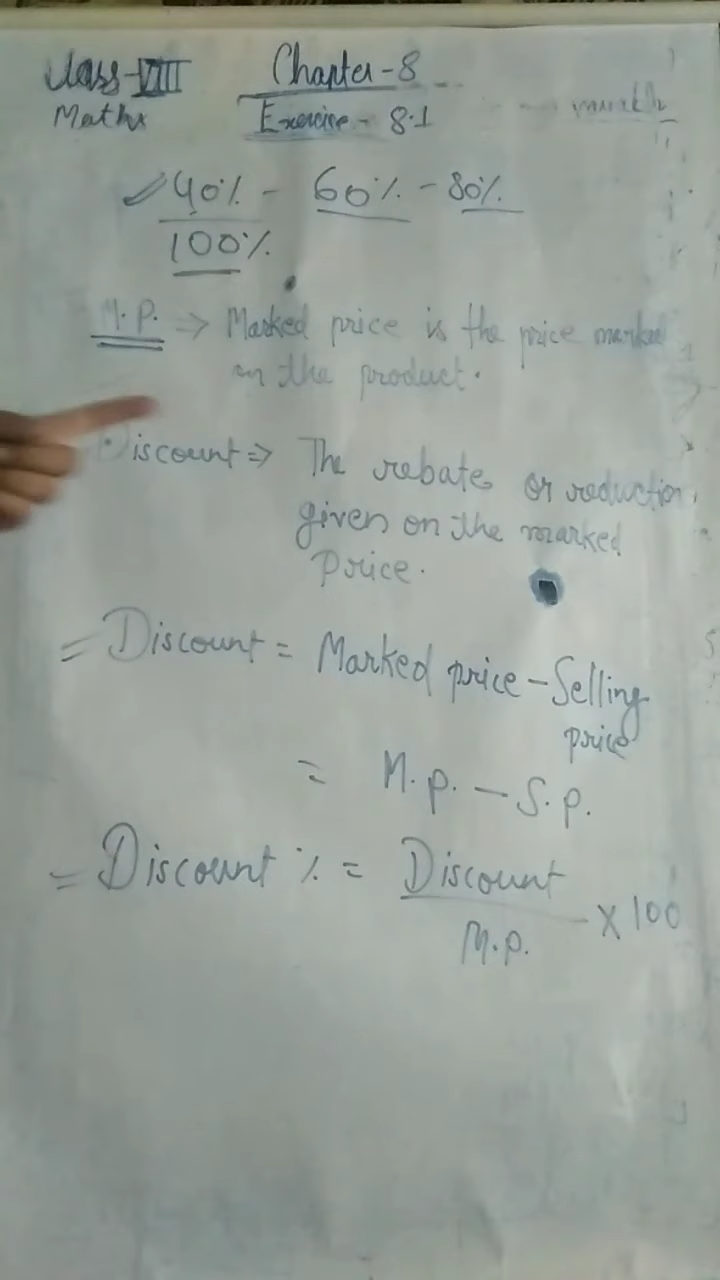 Class-VIII Chapter-8
Maths Exercise - 8.1
40% - 60% - 80%
100%
M.P. => Marked price is the price marked
on the product.
Discount => The rebate or reduction
given on the marked
Price.
= Discount = Marked price - Selling
price
= M.p. - S.p.
= Discount % = Discount
M.p. × 100